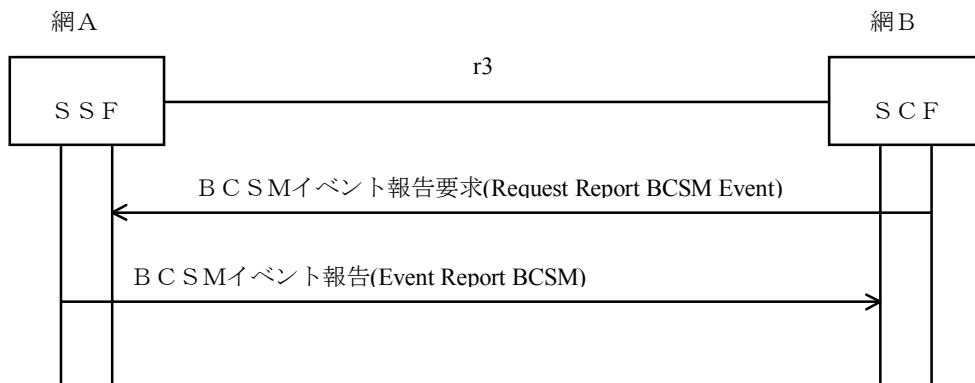 網A
網B
r3
ＳＳＦ
ＳＣＦ
ＢＣＳＭイベント報告要求(Request Report BCSM Event)
ＢＣＳＭイベント報告(Event Report BCSM)